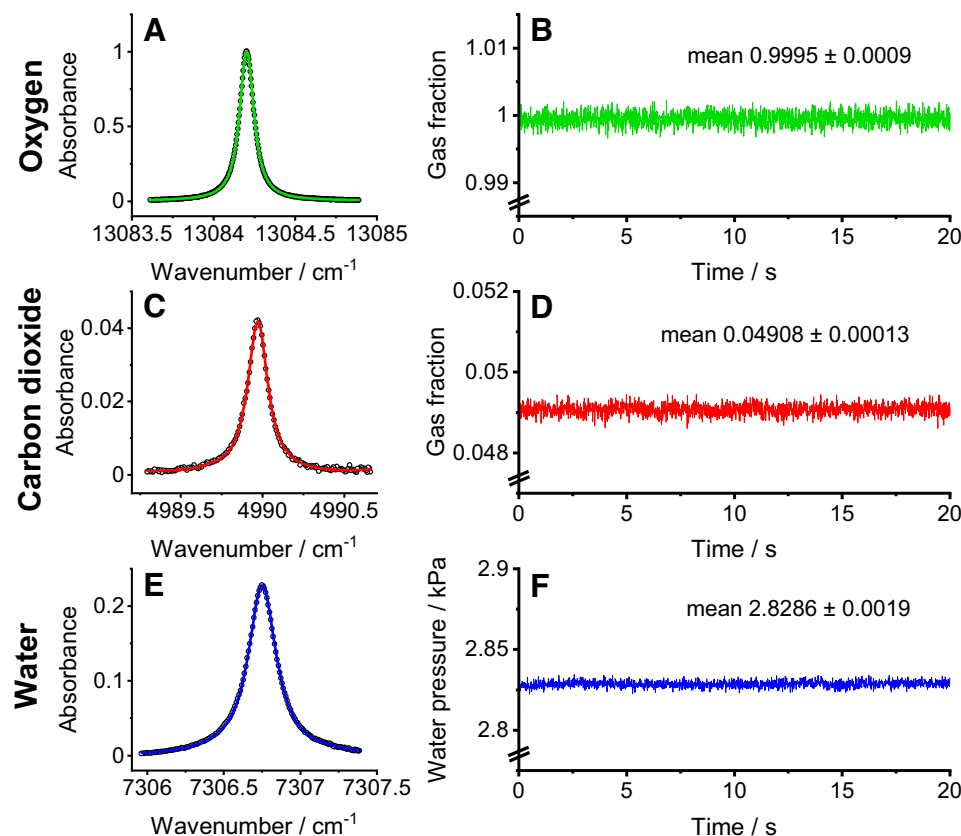 Oxygen
A
Absorbance
1
0.5
0
13083.5 13084 13084.5 13085
Wavenumber / cm⁻¹
B
mean 0.9995 ± 0.0009
Gas fraction
1.01
1
0.99
0 5 10 15 20
Time / s
Carbon dioxide
C
Absorbance
0.04
0.02
0
4989.5 4990 4990.5
Wavenumber / cm⁻¹
D
mean 0.04908 ± 0.00013
Gas fraction
0.052
0.05
0.048
0 5 10 15 20
Time / s
Water
E
Absorbance
0.2
0.1
0
7306 7306.5 7307 7307.5
Wavenumber / cm⁻¹
F
mean 2.8286 ± 0.0019
Water pressure / kPa
2.9
2.85
2.8
0 5 10 15 20
Time / s